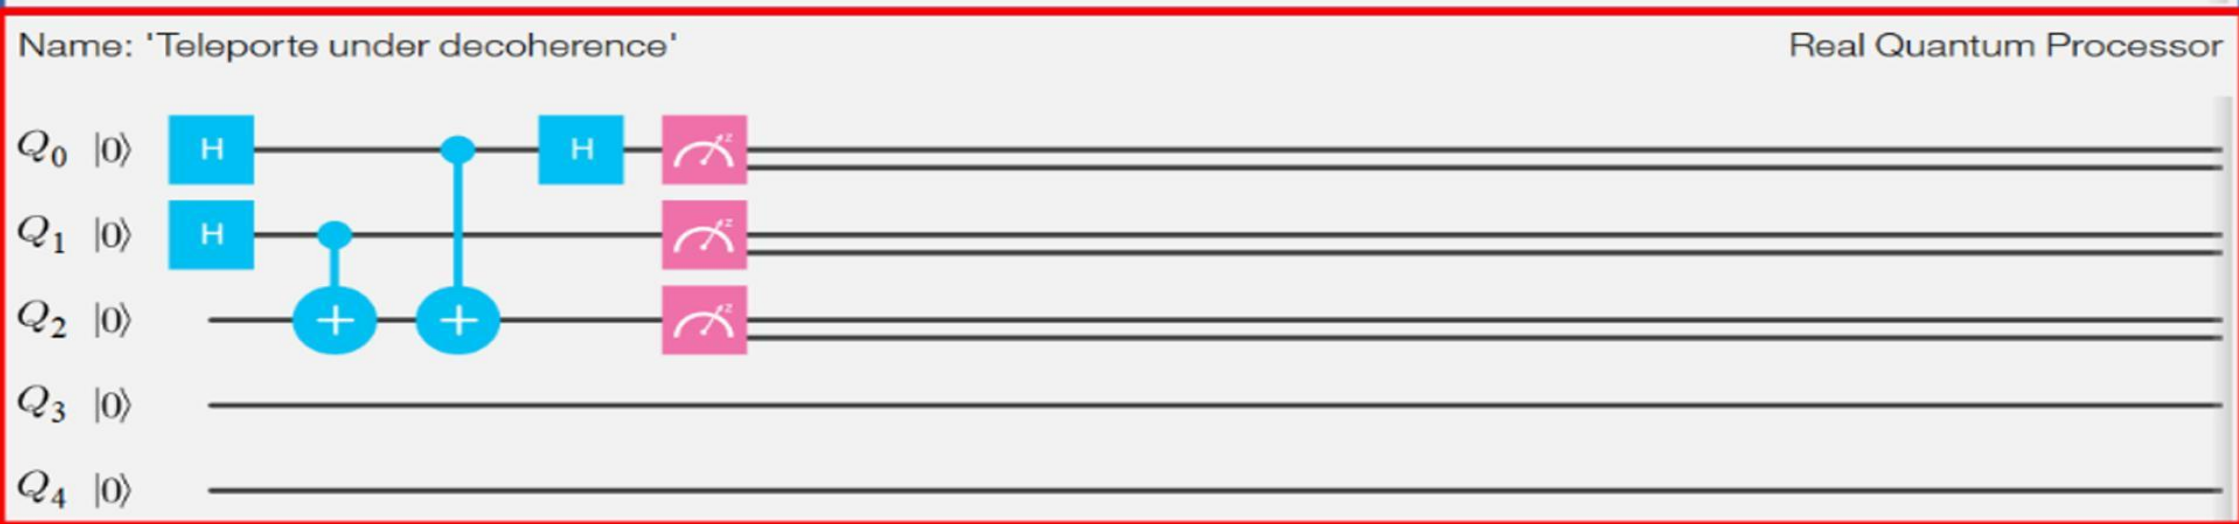 Name: 'Teleporte under decoherence' Real Quantum Processor
Q0 |0⟩ H H z
Q1 |0⟩ H z
Q2 |0⟩ + + z
Q3 |0⟩
Q4 |0⟩